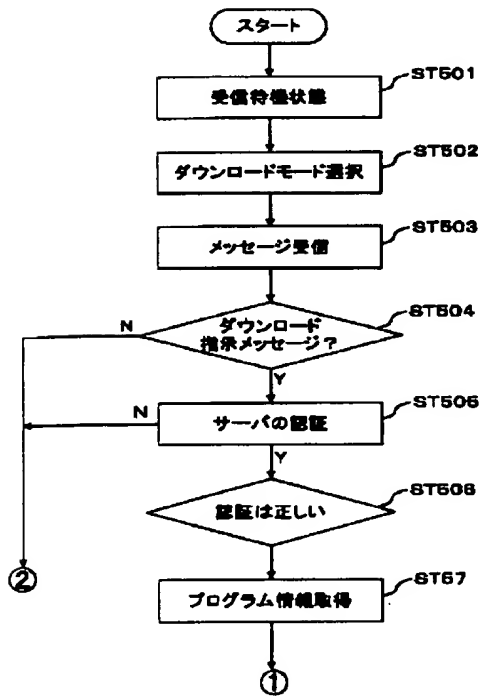 スタート
ST501
受信待機状態
ST502
ダウンロードモード選択
ST503
メッセージ受信
ST504
N
ダウンロード
指示メッセージ?
Y
ST505
N
サーバの認証
Y
ST506
認証は正しい
②
ST57
プログラム情報取得
①